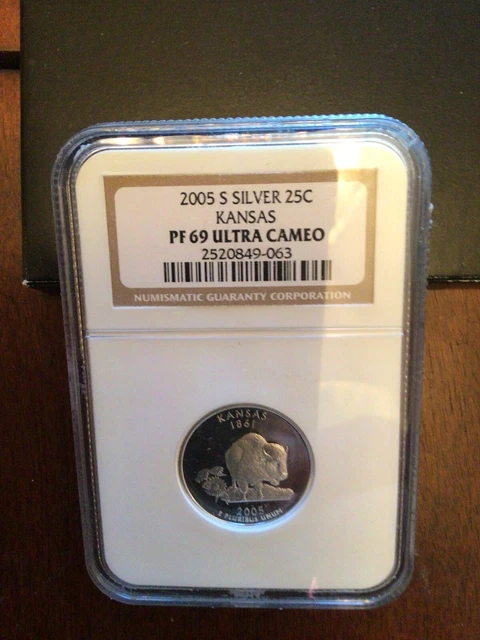 2005 S SILVER 25C
KANSAS
PF 69 ULTRA CAMEO
2520849-063
NUMISMATIC GUARANTY CORPORATION
KANSAS
1861
2005
E PLURIBUS UNUM